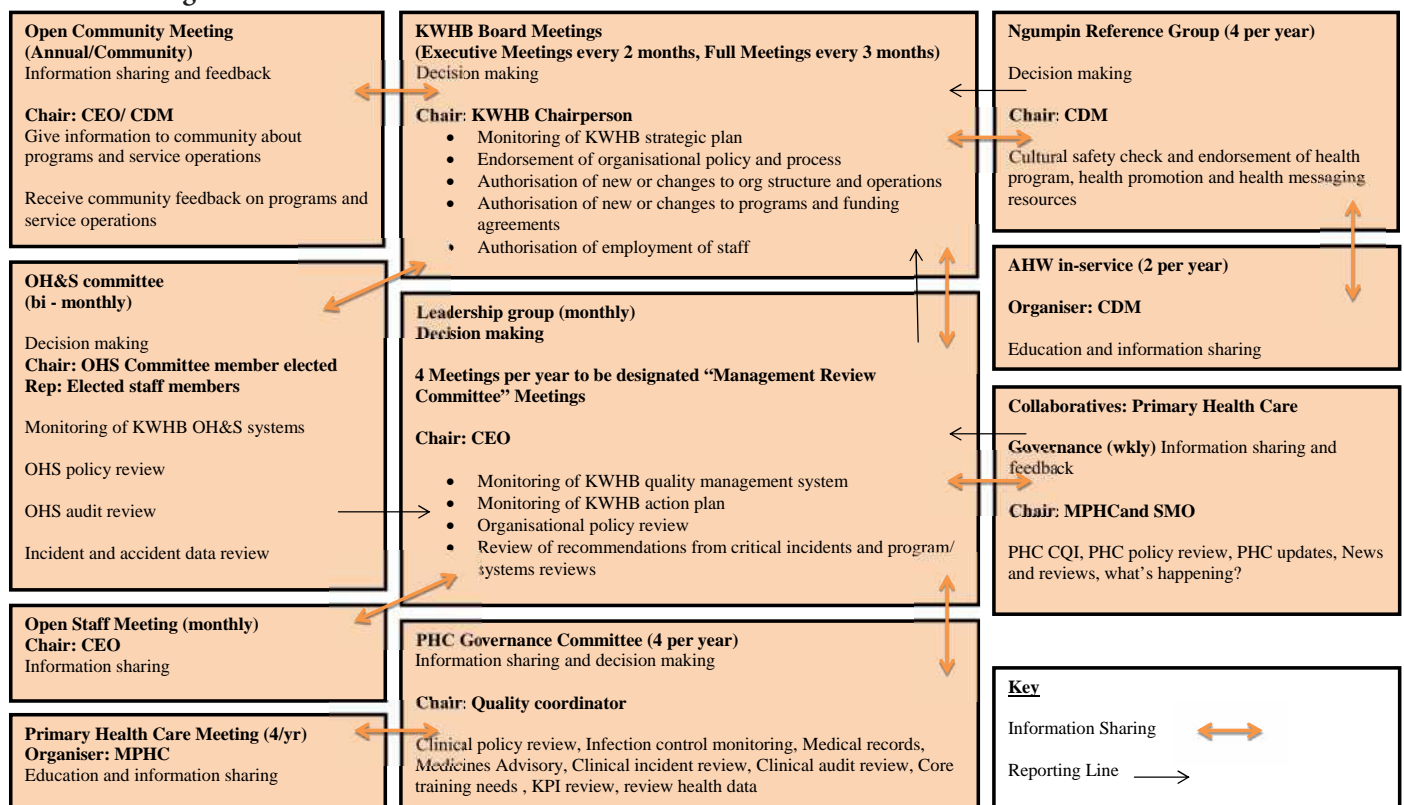 Open Community Meeting
(Annual/Community)
Information sharing and feedback
Chair: CEO/ CDM
Give information to community about
programs and service operations
Receive community feedback on programs and
service operations
OH&S committee
(bi - monthly)
Decision making
Chair: OHS Committee member elected
Rep: Elected staff members
Monitoring of KWHB OH&S systems
OHS policy review
OHS audit review
Incident and accident data review
Open Staff Meeting (monthly)
Chair: CEO
Information sharing
Primary Health Care Meeting (4/yr)
Organiser: MPHC
Education and information sharing
KWHB Board Meetings
(Executive Meetings every 2 months, Full Meetings every 3 months)
Decision making
Chair: KWHB Chairperson
• Monitoring of KWHB strategic plan
• Endorsement of organisational policy and process
• Authorisation of new or changes to org structure and operations
• Authorisation of new or changes to programs and funding
agreements
• Authorisation of employment of staff
Leadership group (monthly)
Decision making
4 Meetings per year to be designated “Management Review
Committee” Meetings
Chair: CEO
• Monitoring of KWHB quality management system
• Monitoring of KWHB action plan
• Organisational policy review
• Review of recommendations from critical incidents and program/
systems reviews
PHC Governance Committee (4 per year)
Information sharing and decision making
Chair: Quality coordinator
Clinical policy review, Infection control monitoring, Medical records,
Medicines Advisory, Clinical incident review, Clinical audit review, Core
training needs , KPI review, review health data
Ngumpin Reference Group (4 per year)
Decision making
Chair: CDM
Cultural safety check and endorsement of health
program, health promotion and health messaging
resources
AHW in-service (2 per year)
Organiser: CDM
Education and information sharing
Collaboratives: Primary Health Care
Governance (wkly) Information sharing and
feedback
Chair: MPHCand SMO
PHC CQI, PHC policy review, PHC updates, News
and reviews, what’s happening?
Key
Information Sharing
Reporting Line